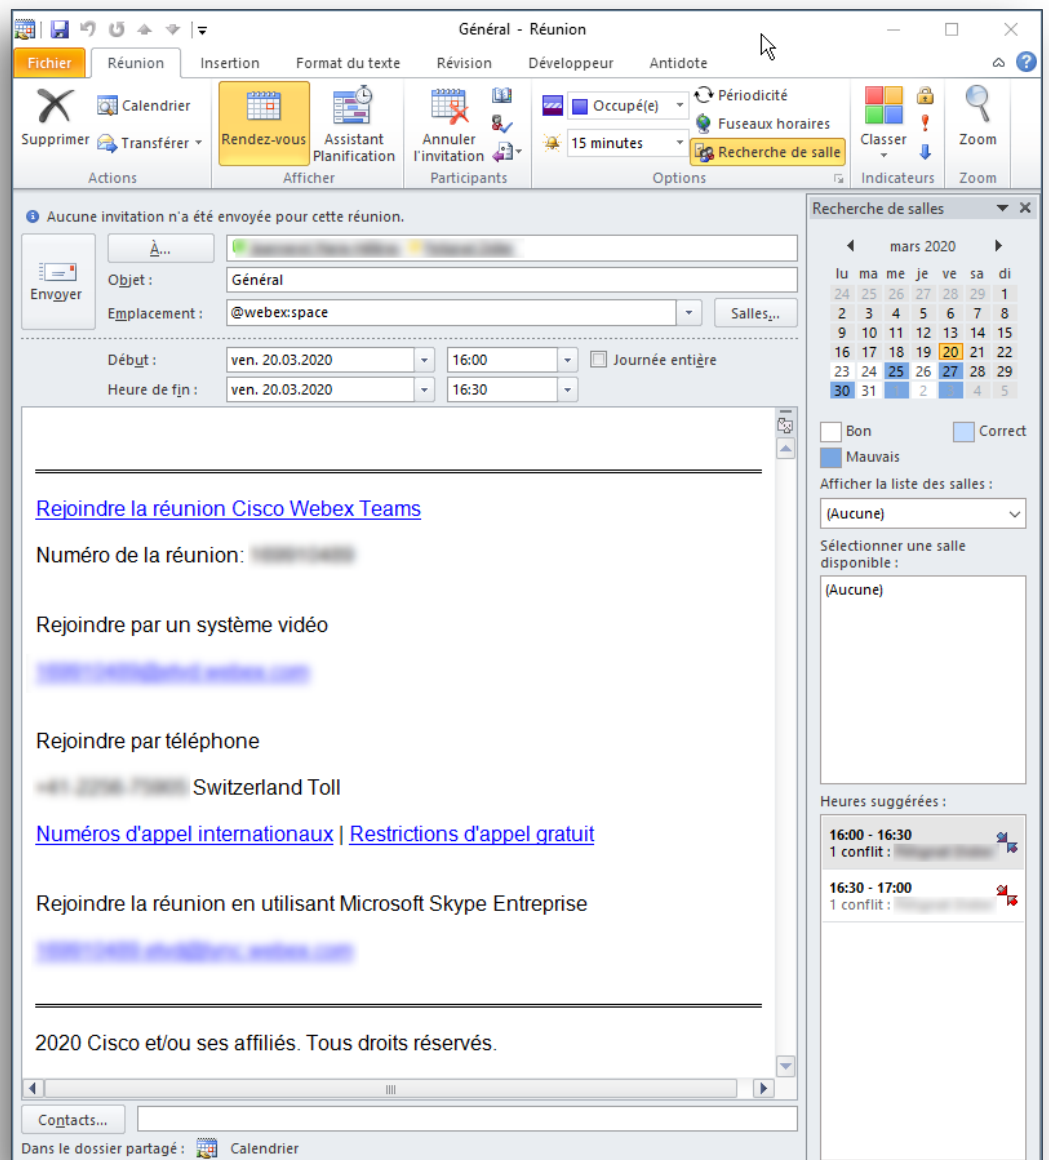 Général - Réunion
Fichier Réunion Insertion Format du texte Révision Développeur Antidote
Supprimer
Calendrier
Transférer
Actions
Rendez-vous
Assistant Planification
Afficher
Annuler l'invitation
Participants
Occupé(e)
15 minutes
Périodicité
Fuseaux horaires
Recherche de salle
Options
Classer
Indicateurs
Zoom
Zoom
Aucune invitation n'a été envoyée pour cette réunion.
Envoyer
À...
Objet : Général
Emplacement : @webex:space Salles...
Début : ven. 20.03.2020 16:00 Journée entière
Heure de fin : ven. 20.03.2020 16:30
Rejoindre la réunion Cisco Webex Teams
Numéro de la réunion:
Rejoindre par un système vidéo
Rejoindre par téléphone
Switzerland Toll
Numéros d'appel internationaux | Restrictions d'appel gratuit
Rejoindre la réunion en utilisant Microsoft Skype Entreprise
2020 Cisco et/ou ses affiliés. Tous droits réservés.
Contacts...
Dans le dossier partagé : Calendrier
Recherche de salles
mars 2020
lu ma me je ve sa di
24 25 26 27 28 29 1
2 3 4 5 6 7 8
9 10 11 12 13 14 15
16 17 18 19 20 21 22
23 24 25 26 27 28 29
30 31 1 2 3 4 5
Bon Correct
Mauvais
Afficher la liste des salles :
(Aucune)
Sélectionner une salle
disponible :
(Aucune)
Heures suggérées :
16:00 - 16:30
1 conflit :
16:30 - 17:00
1 conflit :